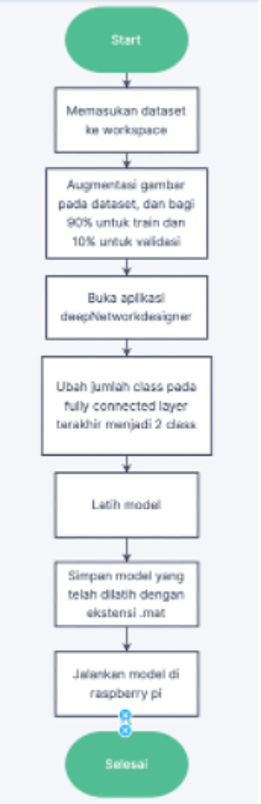 Start
Memasukan dataset
ke workspace
Augmentasi gambar
pada dataset, dan bagi
90% untuk train dan
10% untuk validasi
Buka aplikasi
deepNetworkdesigner
Ubah jumlah class pada
fully connected layer
terakhir menjadi 2 class
Latih model
Simpan model yang
telah dilatih dengan
ekstensi .mat
Jalankan model di
raspberry pi
Selesai